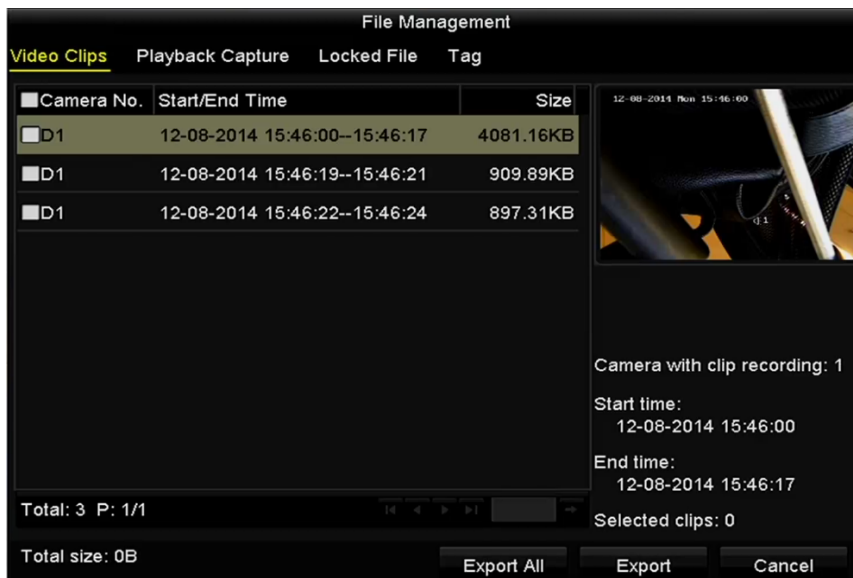 File Management
Video Clips Playback Capture Locked File Tag
Camera No. Start/End Time Size
D1 12-08-2014 15:46:00--15:46:17 4081.16KB
D1 12-08-2014 15:46:19--15:46:21 909.89KB
D1 12-08-2014 15:46:22--15:46:24 897.31KB
Total: 3 P: 1/1
Total size: 0B
12-08-2014 Mon 15:46:00
Camera with clip recording: 1
Start time:
12-08-2014 15:46:00
End time:
12-08-2014 15:46:17
Selected clips: 0
Export All Export Cancel